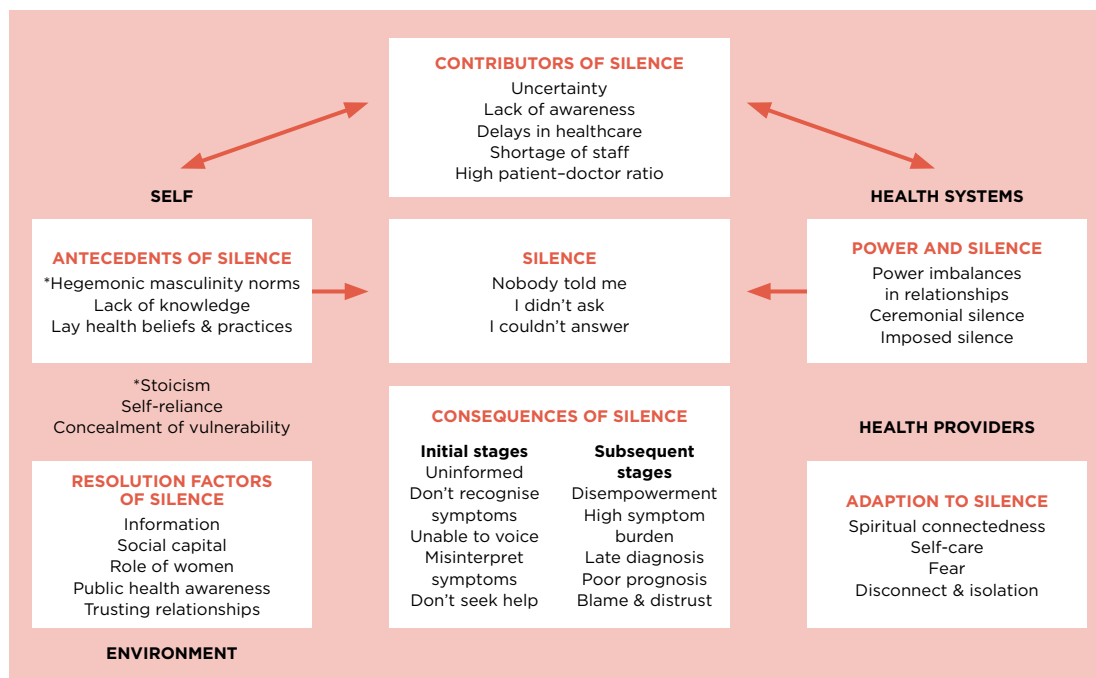 CONTRIBUTORS OF SILENCE
Uncertainty
Lack of awareness
Delays in healthcare
Shortage of staff
High patient–doctor ratio
SELF
ANTECEDENTS OF SILENCE
*Hegemonic masculinity norms
Lack of knowledge
Lay health beliefs & practices
SILENCE
Nobody told me
I didn’t ask
I couldn’t answer
HEALTH SYSTEMS
POWER AND SILENCE
Power imbalances
in relationships
Ceremonial silence
Imposed silence
*Stoicism
Self-reliance
Concealment of vulnerability
RESOLUTION FACTORS
OF SILENCE
Information
Social capital
Role of women
Public health awareness
Trusting relationships
ENVIRONMENT
CONSEQUENCES OF SILENCE
Initial stages
Uninformed
Don’t recognise
symptoms
Unable to voice
Misinterpret
symptoms
Don’t seek help
Subsequent
stages
Disempowerment
High symptom
burden
Late diagnosis
Poor prognosis
Blame & distrust
HEALTH PROVIDERS
ADAPTION TO SILENCE
Spiritual connectedness
Self-care
Fear
Disconnect & isolation